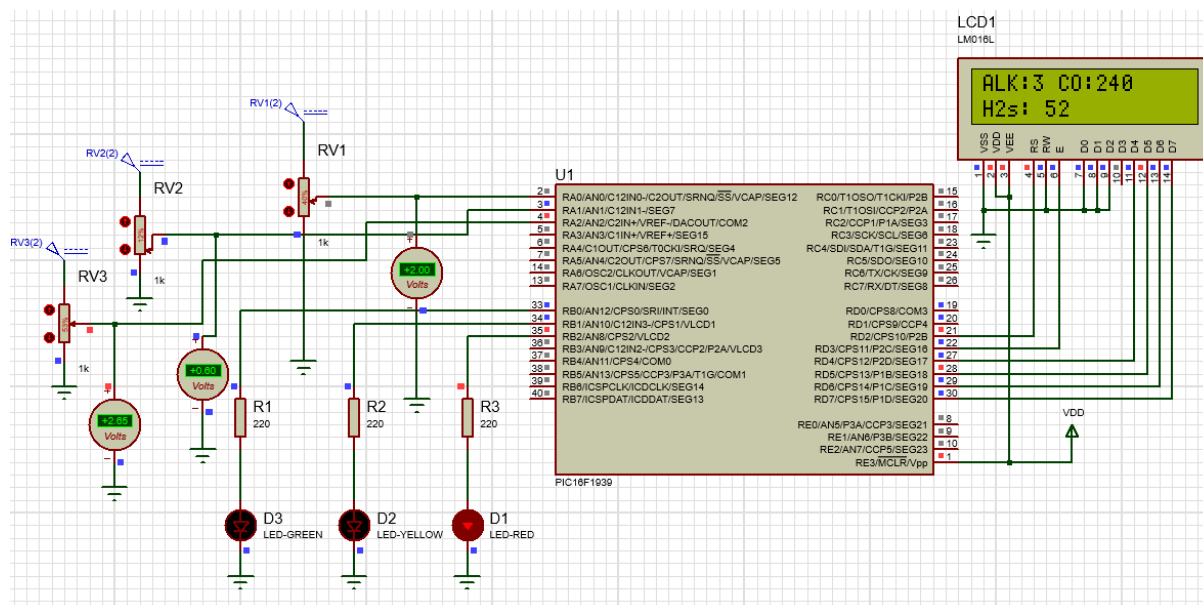 LCD1
LM016L
ALK:3 CO:240
H2s: 52
VSS
VDD
VEE
RS
RW
E
D0
D1
D2
D3
D4
D5
D6
D7
1
2
3
4
5
6
7
8
9
10
11
12
13
14
RV1(2)
RV1
40%
1k
RV2(2)
RV2
12%
1k
RV3(2)
RV3
53%
1k
+2.00
Volts
+0.60
Volts
+2.65
Volts
R1
220
R2
220
R3
220
D3
LED-GREEN
D2
LED-YELLOW
D1
LED-RED
U1
2 RA0/AN0/C12IN0-/C2OUT/SRNQ/SS/VCAP/SEG12 RC0/T1OSO/T1CKI/P2B 15
3 RA1/AN1/C12IN1-/SEG7 RC1/T1OSI/CCP2/P2A 16
4 RA2/AN2/C2IN+/VREF-/DACOUT/COM2 RC2/CCP1/P1A/SEG3 17
5 RA3/AN3/C1IN+/VREF+/SEG15 RC3/SCK/SCL/SEG6 18
6 RA4/C1OUT/CPS6/T0CKI/SRQ/SEG4 RC4/SDI/SDA/T1G/SEG11 23
7 RA5/AN4/C2OUT/CPS7/SRNQ/SS/VCAP/SEG5 RC5/SDO/SEG10 24
14 RA6/OSC2/CLKOUT/VCAP/SEG1 RC6/TX/CK/SEG9 25
13 RA7/OSC1/CLKIN/SEG2 RC7/RX/DT/SEG8 26
33 RB0/AN12/CPS0/SRI/INT/SEG0 RD0/CPS8/COM3 19
34 RB1/AN10/C12IN3-/CPS1/VLCD1 RD1/CPS9/CCP4 20
35 RB2/AN8/CPS2/VLCD2 RD2/CPS10/P2B 21
36 RB3/AN9/C12IN2-/CPS3/CCP2/P2A/VLCD3 RD3/CPS11/P2C/SEG16 22
37 RB4/AN11/CPS4/COM0 RD4/CPS12/P2D/SEG17 27
38 RB5/AN13/CPS5/CCP3/P3A/T1G/COM1 RD5/CPS13/P1B/SEG18 28
39 RB6/ICSPCLK/ICDCLK/SEG14 RD6/CPS14/P1C/SEG19 29
40 RB7/ICSPDAT/ICDDAT/SEG13 RD7/CPS15/P1D/SEG20 30
RE0/AN5/P3A/CCP3/SEG21 8
RE1/AN6/P3B/SEG22 9
RE2/AN7/CCP5/SEG23 10
RE3/MCLR/Vpp 1
PIC16F1939
VDD